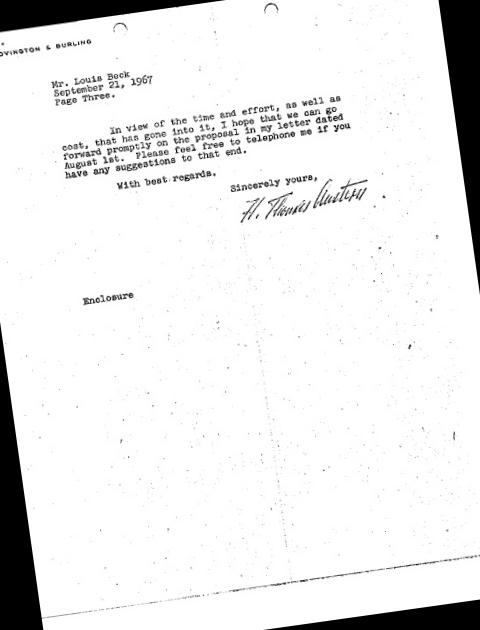 OVINGTON & BURLING
Mr. Louis Beck
September 21, 1967
Page Three.
In view of the time and effort, as well as
cost, that has gone into it, I hope that we can go
forward promptly on the proposal in my letter dated
August 1st. Please feel free to telephone me if you
have any suggestions to that end.
With best regards.
Sincerely yours,
H. Thomas Austern
Enclosure